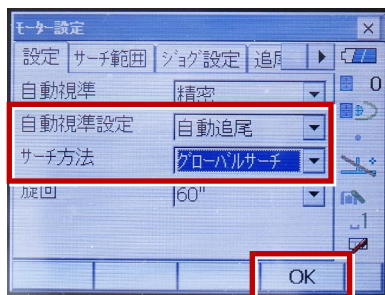 モーター設定
設定 サーチ範囲 ジョグ設定 追尾
自動視準 精密
自動視準設定 自動追尾
サーチ方法 グローバルサーチ
旋回 60"
OK
0
1